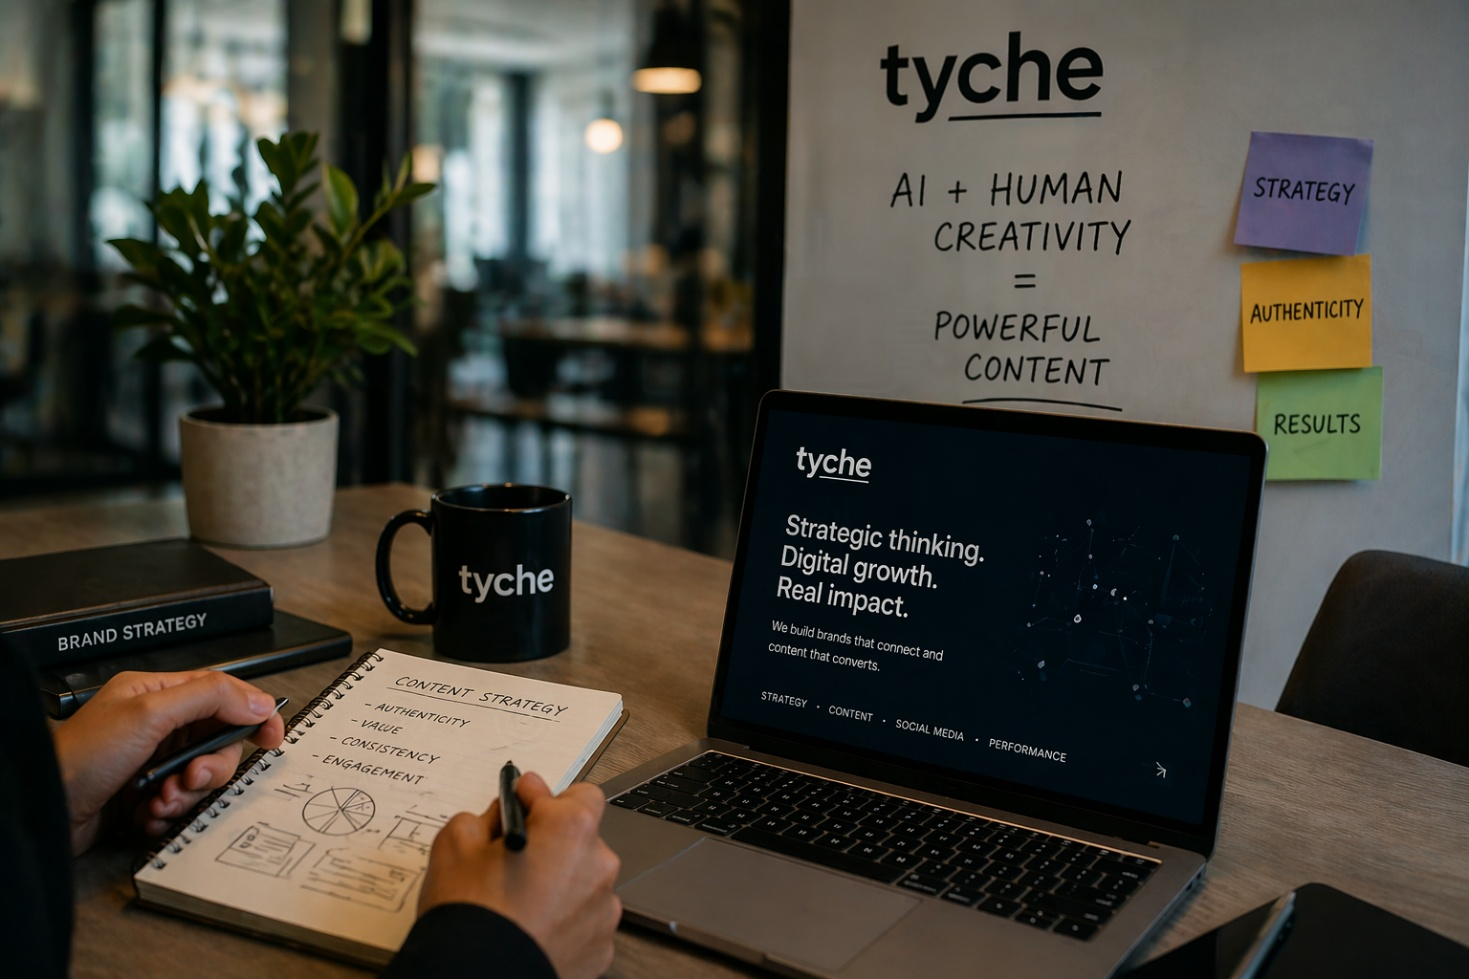 tyche
AI + HUMAN
CREATIVITY
=
POWERFUL
CONTENT
STRATEGY
AUTHENTICITY
RESULTS
tyche
Strategic thinking.
Digital growth.
Real impact.
We build brands that connect and
content that converts.
STRATEGY • CONTENT • SOCIAL MEDIA • PERFORMANCE
tyche
BRAND STRATEGY
CONTENT STRATEGY
- AUTHENTICITY
- VALUE
- CONSISTENCY
- ENGAGEMENT